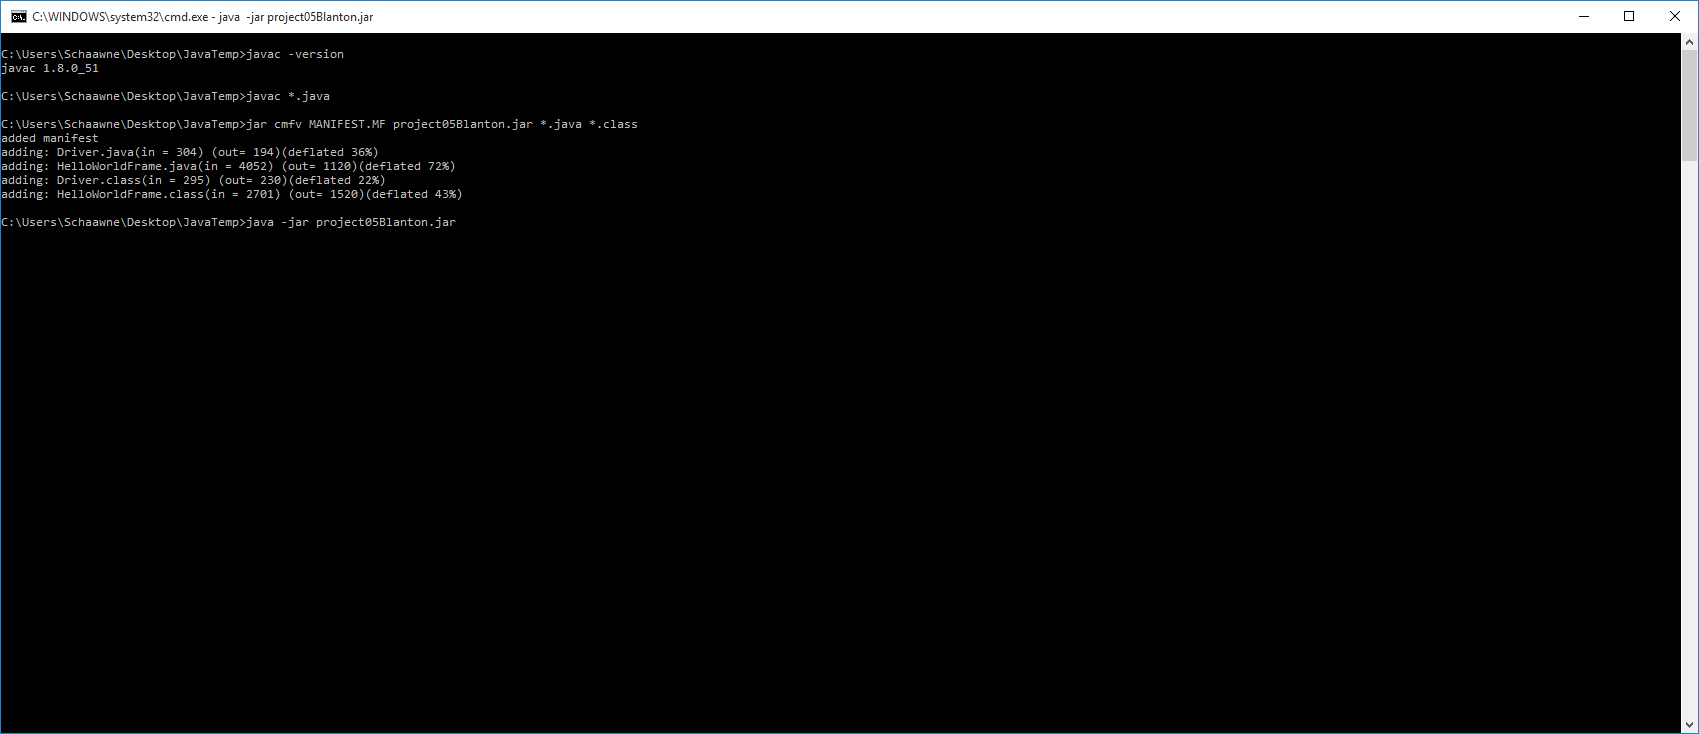 C:\WINDOWS\system32\cmd.exe - java  -jar project05Blanton.jar
C:\Users\Schaawne\Desktop\JavaTemp>javac -version
javac 1.8.0_51
C:\Users\Schaawne\Desktop\JavaTemp>javac *.java
C:\Users\Schaawne\Desktop\JavaTemp>jar cmfv MANIFEST.MF project05Blanton.jar *.java *.class
added manifest
adding: Driver.java(in = 304) (out= 194)(deflated 36%)
adding: HelloWorldFrame.java(in = 4052) (out= 1120)(deflated 72%)
adding: Driver.class(in = 295) (out= 230)(deflated 22%)
adding: HelloWorldFrame.class(in = 2701) (out= 1520)(deflated 43%)
C:\Users\Schaawne\Desktop\JavaTemp>java -jar project05Blanton.jar